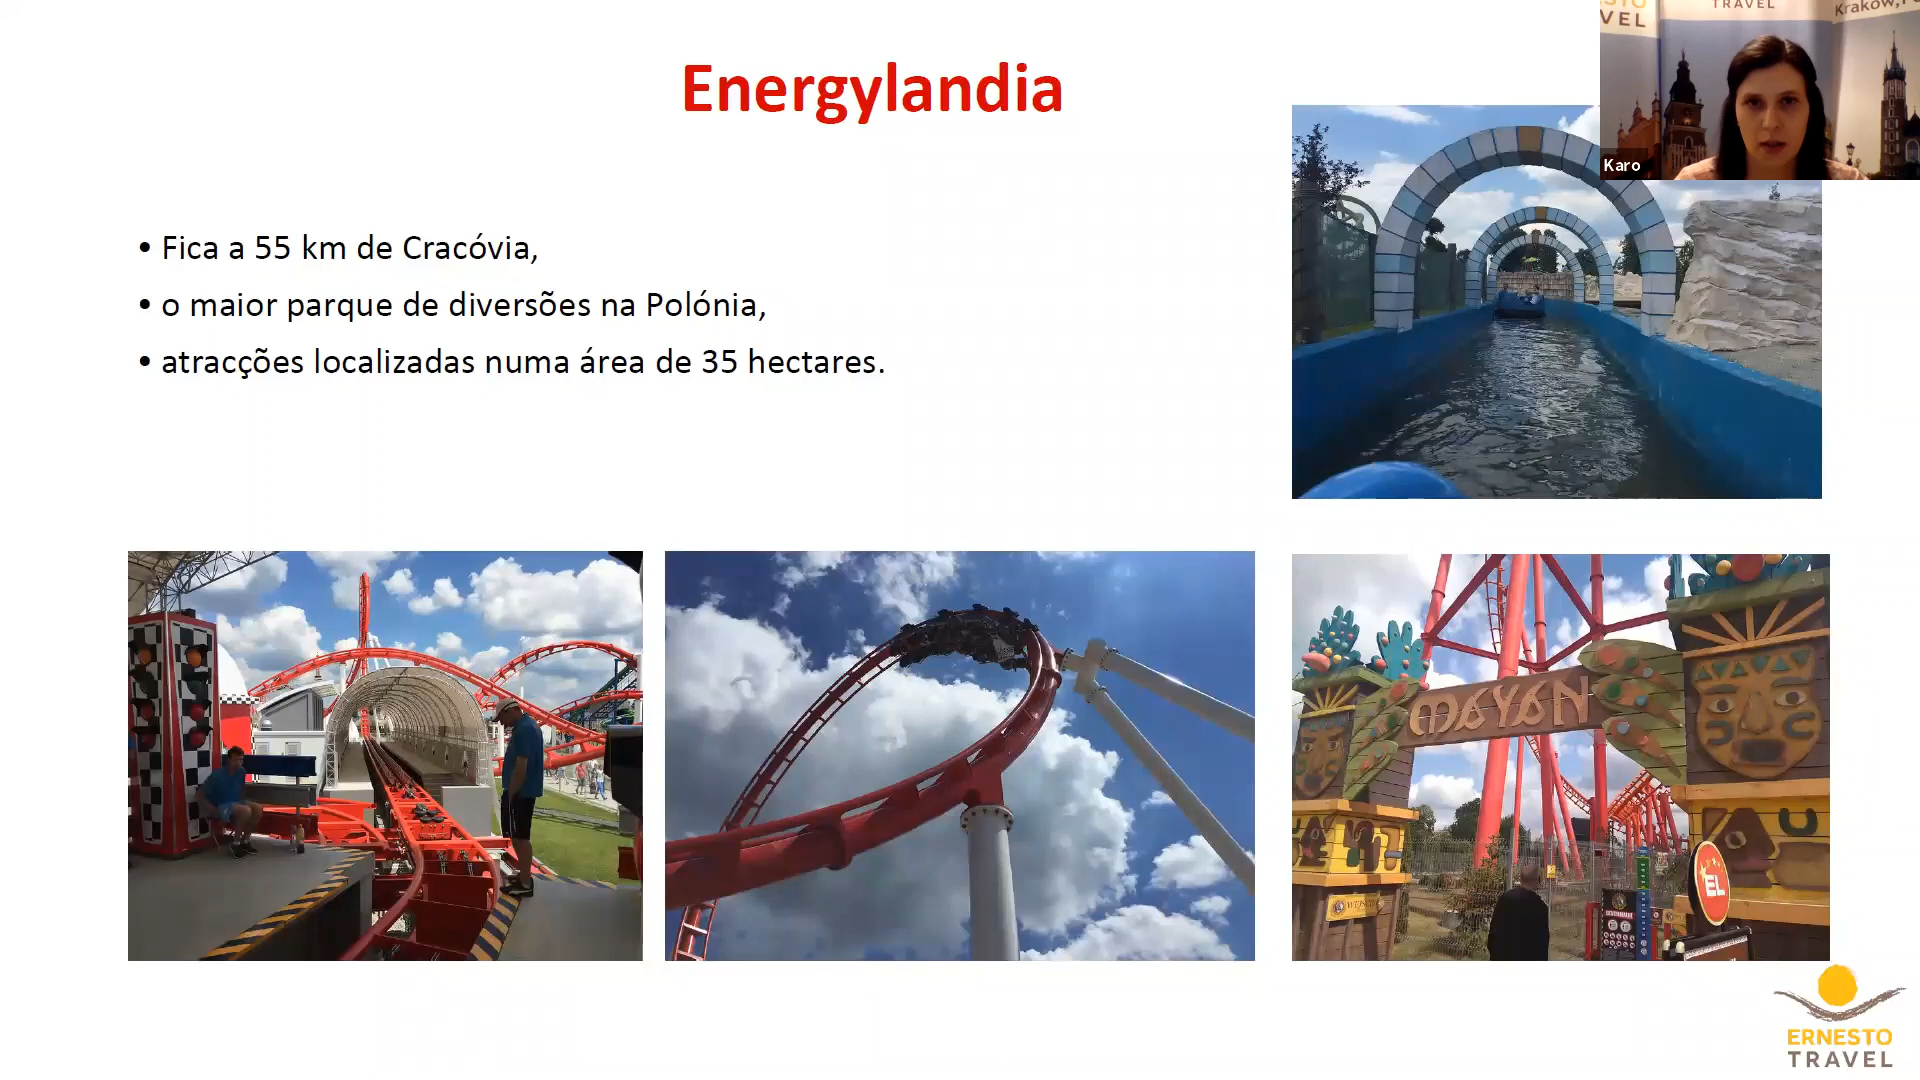 Energylandia
• Fica a 55 km de Cracóvia,
• o maior parque de diversões na Polónia,
• atracções localizadas numa área de 35 hectares.
VEL
TRAVEL
Karo
MAYAN
EL
ERNESTO
TRAVEL